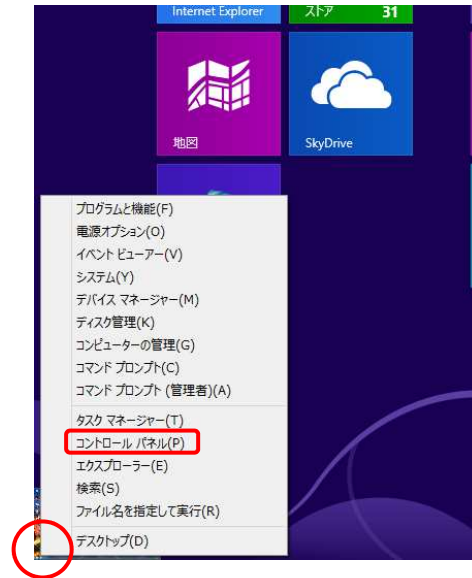 Internet Explorer
ストア 31
地図
SkyDrive
プログラムと機能(F)
電源オプション(O)
イベント ビューアー(V)
システム(Y)
デバイス マネージャー(M)
ディスク管理(K)
コンピューターの管理(G)
コマンド プロンプト(C)
コマンド プロンプト (管理者)(A)
タスク マネージャー(T)
コントロール パネル(P)
エクスプローラー(E)
検索(S)
ファイル名を指定して実行(R)
デスクトップ(D)